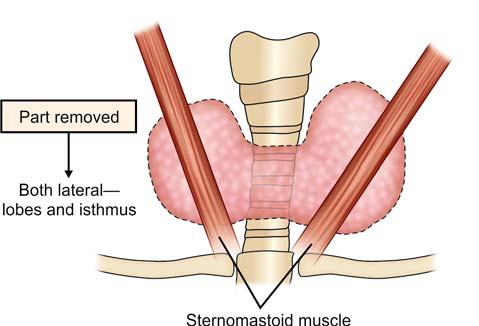 Part removed
Both lateral—
lobes and isthmus
Sternomastoid muscle